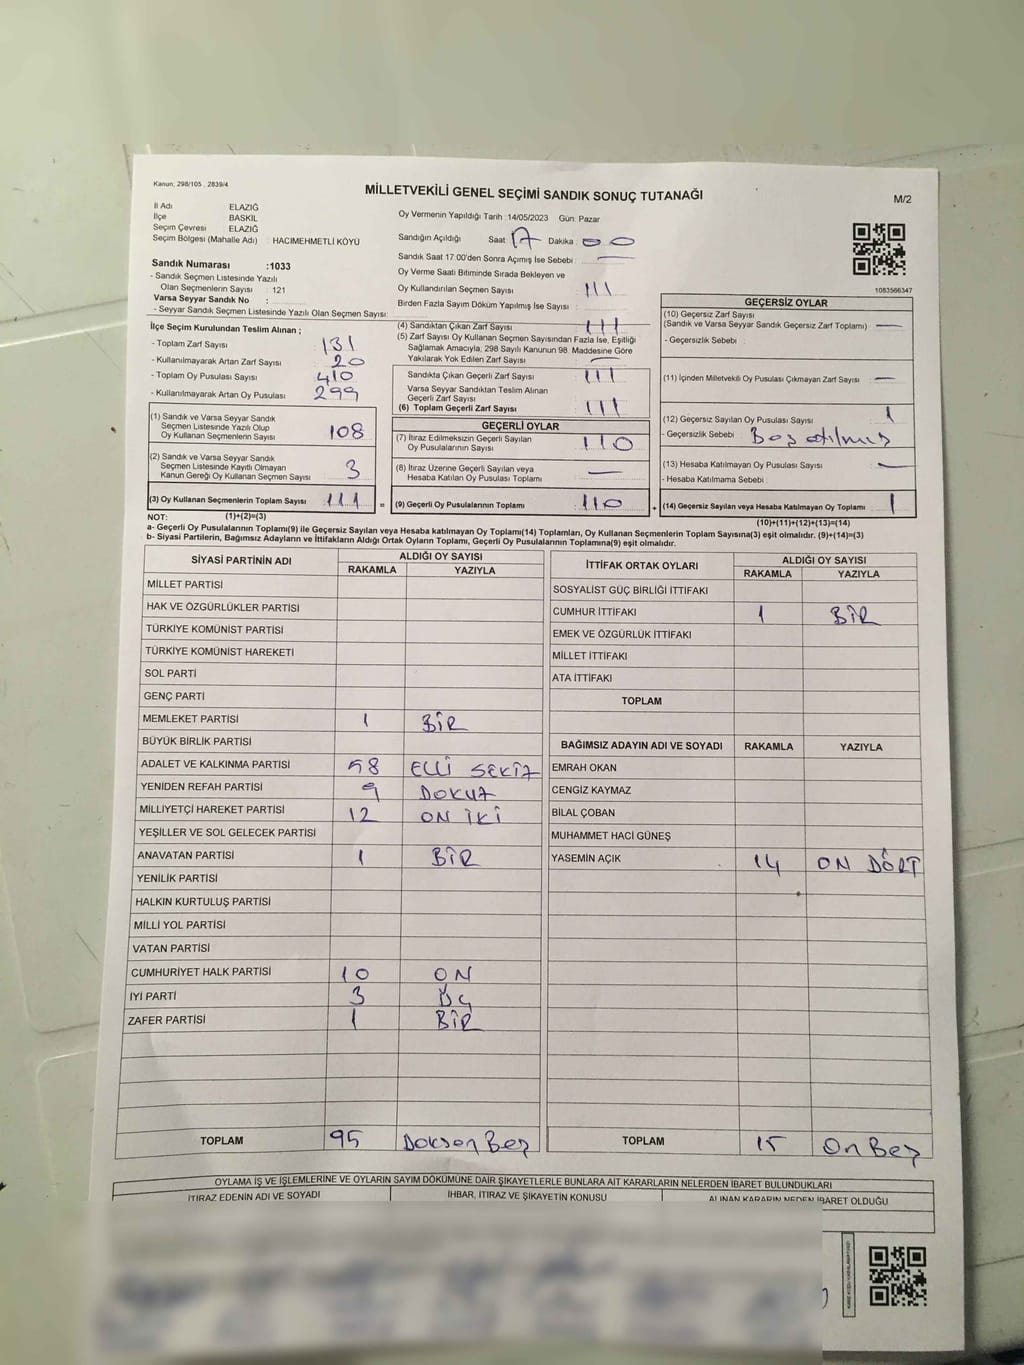 Kanun, 298/105 , 2839/4
MİLLETVEKİLİ GENEL SEÇİMİ SANDIK SONUÇ TUTANAĞI
M/2
İl Adı ELAZIĞ
İlçe BASKİL
Seçim Çevresi ELAZIĞ
Seçim Bölgesi (Mahalle Adı) : HACIMEHMETLİ KÖYÜ
Sandık Numarası :1033
- Sandık Seçmen Listesinde Yazılı
Olan Seçmenlerin Sayısı : 121
Varsa Seyyar Sandık No :
- Seyyar Sandık Seçmen Listesinde Yazılı Olan Seçmen Sayısı:
Oy Vermenin Yapıldığı Tarih : 14/05/2023 Gün: Pazar
Sandığın Açıldığı Saat 17 Dakika 00
Sandık Saat 17.00'den Sonra Açılmış İse Sebebi : —
Oy Verme Saati Bitiminde Sırada Bekleyen ve
Oy Kullandırılan Seçmen Sayısı : 111
Birden Fazla Sayım Döküm Yapılmış İse Sayısı :
1083566347
İlçe Seçim Kurulundan Teslim Alınan ;
- Toplam Zarf Sayısı : 131
- Kullanılmayarak Artan Zarf Sayısı : 20
- Toplam Oy Pusulası Sayısı : 410
- Kullanılmayarak Artan Oy Pusulası : 299
(1) Sandık ve Varsa Seyyar Sandık
Seçmen Listesinde Yazılı Olup
Oy Kullanan Seçmenlerin Sayısı 108
(2) Sandık ve Varsa Seyyar Sandık
Seçmen Listesinde Kayıtlı Olmayan
Kanun Gereği Oy Kullanan Seçmen Sayısı 3
(3) Oy Kullanan Seçmenlerin Toplam Sayısı 111 =
(4) Sandıktan Çıkan Zarf Sayısı 111
(5) Zarf Sayısı Oy Kullanan Seçmen Sayısından Fazla İse, Eşitliği
Sağlamak Amacıyla, 298 Sayılı Kanunun 98. Maddesine Göre
Yakılarak Yok Edilen Zarf Sayısı —
Sandıkta Çıkan Geçerli Zarf Sayısı 111
Varsa Seyyar Sandıktan Teslim Alınan
Geçerli Zarf Sayısı
(6) Toplam Geçerli Zarf Sayısı 111
GEÇERLİ OYLAR
(7) İtiraz Edilmeksizin Geçerli Sayılan
Oy Pusulalarının Sayısı 110
(8) İtiraz Üzerine Geçerli Sayılan veya
Hesaba Katılan Oy Pusulası Toplamı —
(9) Geçerli Oy Pusulalarının Toplamı 110 +
GEÇERSİZ OYLAR
(10) Geçersiz Zarf Sayısı
(Sandık ve Varsa Seyyar Sandık Geçersiz Zarf Toplamı) —
- Geçersizlik Sebebi :
(11) İçinden Milletvekili Oy Pusulası Çıkmayan Zarf Sayısı —
(12) Geçersiz Sayılan Oy Pusulası Sayısı 1
- Geçersizlik Sebebi : Boş atılmış
(13) Hesaba Katılmayan Oy Pusulası Sayısı —
- Hesaba Katılmama Sebebi :
(14) Geçersiz Sayılan veya Hesaba Katılmayan Oy Toplamı 1
NOT: (1)+(2)=(3) (10)+(11)+(12)+(13)=(14)
a- Geçerli Oy Pusulalarının Toplamı(9) ile Geçersiz Sayılan veya Hesaba katılmayan Oy Toplamı(14) Toplamları, Oy Kullanan Seçmenlerin Toplam Sayısına(3) eşit olmalıdır. (9)+(14)=(3)
b- Siyasi Partilerin, Bağımsız Adayların ve İttifakların Aldığı Ortak Oyların Toplamı, Geçerli Oy Pusulalarının Toplamına(9) eşit olmalıdır.
SİYASİ PARTİNİN ADI ALDIĞI OY SAYISI
RAKAMLA YAZIYLA
MİLLET PARTİSİ
HAK VE ÖZGÜRLÜKLER PARTİSİ
TÜRKİYE KOMÜNİST PARTİSİ
TÜRKİYE KOMÜNİST HAREKETİ
SOL PARTİ
GENÇ PARTİ
MEMLEKET PARTİSİ 1 BİR
BÜYÜK BİRLİK PARTİSİ
ADALET VE KALKINMA PARTİSİ 58 ELLİ SEKİZ
YENİDEN REFAH PARTİSİ 9 DOKUZ
MİLLİYETÇİ HAREKET PARTİSİ 12 ON İKİ
YEŞİLLER VE SOL GELECEK PARTİSİ
ANAVATAN PARTİSİ 1 BİR
YENİLİK PARTİSİ
HALKIN KURTULUŞ PARTİSİ
MİLLİ YOL PARTİSİ
VATAN PARTİSİ
CUMHURİYET HALK PARTİSİ 10 ON
İYİ PARTİ 3 ÜÇ
ZAFER PARTİSİ 1 BİR
TOPLAM 95 Doksan Beş
İTTİFAK ORTAK OYLARI ALDIĞI OY SAYISI
RAKAMLA YAZIYLA
SOSYALİST GÜÇ BİRLİĞİ İTTİFAKI
CUMHUR İTTİFAKI 1 BİR
EMEK VE ÖZGÜRLÜK İTTİFAKI
MİLLET İTTİFAKI
ATA İTTİFAKI
TOPLAM
BAĞIMSIZ ADAYIN ADI VE SOYADI RAKAMLA YAZIYLA
EMRAH OKAN
CENGİZ KAYMAZ
BİLAL ÇOBAN
MUHAMMET HACI GÜNEŞ
YASEMİN AÇIK 14 ON DÖRT
TOPLAM 15 On Beş
OYLAMA İŞ VE İŞLEMLERİNE VE OYLARIN SAYIM DÖKÜMÜNE DAİR ŞİKAYETLERLE BUNLARA AİT KARARLARIN NELERDEN İBARET BULUNDUKLARI
İTİRAZ EDENİN ADI VE SOYADI İHBAR, İTİRAZ VE ŞİKAYETİN KONUSU ALINAN KARARIN NEDEN İBARET OLDUĞU